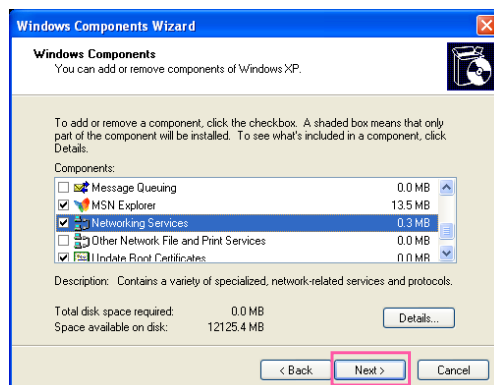 Windows Components Wizard
Windows Components
You can add or remove components of Windows XP.
To add or remove a component, click the checkbox. A shaded box means that only
part of the component will be installed. To see what's included in a component, click
Details.
Components:
Message Queuing 0.0 MB
MSN Explorer 13.5 MB
Networking Services 0.3 MB
Other Network File and Print Services 0.0 MB
Update Root Certificates 0.0 MB
Description: Contains a variety of specialized, network-related services and protocols.
Total disk space required: 0.0 MB
Space available on disk: 12125.4 MB
Details...
< Back Next > Cancel